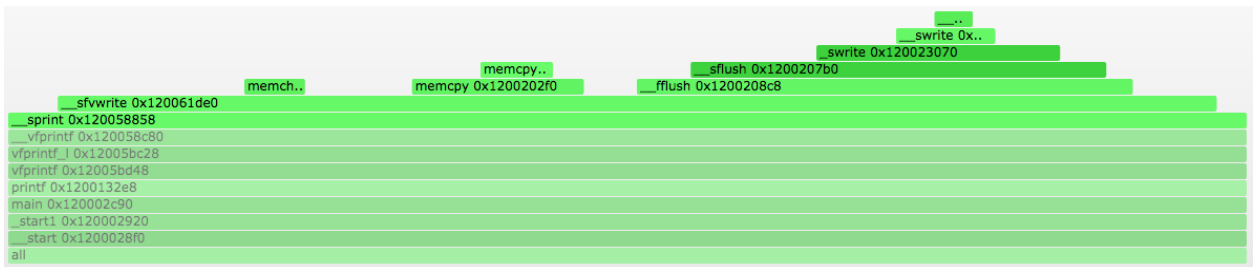 __..
__swrite 0x..
_swrite 0x120023070
memcpy.. __sflush 0x1200207b0
memch.. memcpy 0x1200202f0 __fflush 0x1200208c8
__sfvwrite 0x120061de0
__sprint 0x120058858
__vfprintf 0x120058c80
vfprintf_l 0x12005bc28
vfprintf 0x12005bd48
printf 0x1200132e8
main 0x120002c90
_start1 0x120002920
__start 0x1200028f0
all